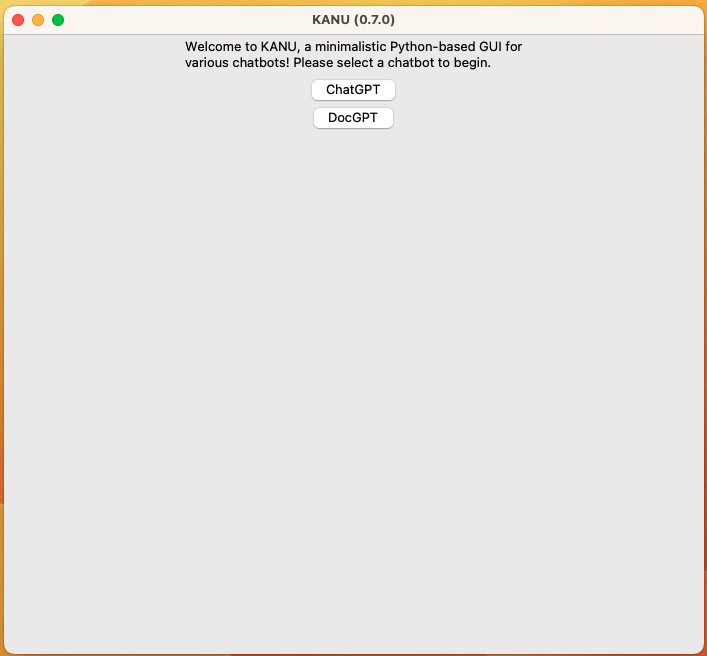 KANU (0.7.0)
Welcome to KANU, a minimalistic Python-based GUI for
various chatbots! Please select a chatbot to begin.
ChatGPT
DocGPT